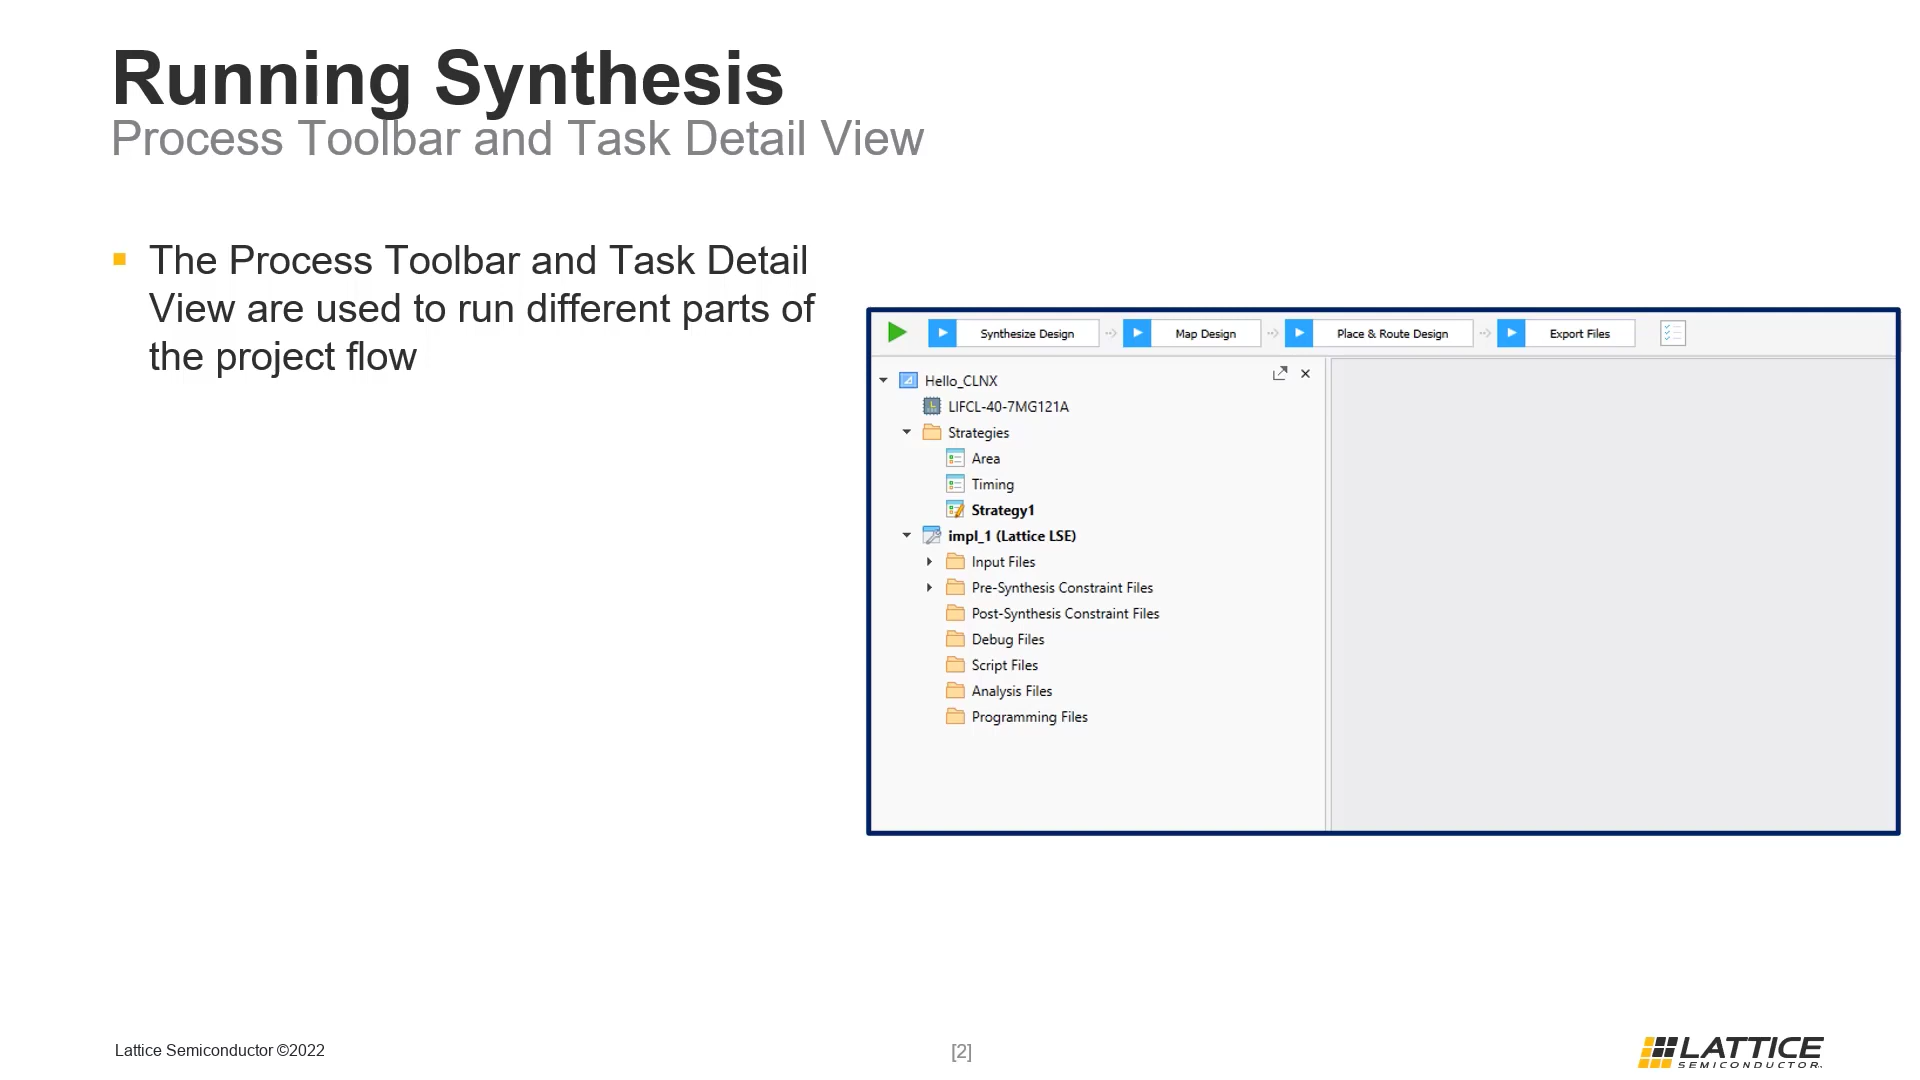 Running Synthesis
Process Toolbar and Task Detail View
The Process Toolbar and Task Detail
View are used to run different parts of
the project flow
Synthesize Design
Map Design
Place & Route Design
Export Files
Hello_CLNX
LIFCL-40-7MG121A
Strategies
Area
Timing
Strategy1
impl_1 (Lattice LSE)
Input Files
Pre-Synthesis Constraint Files
Post-Synthesis Constraint Files
Debug Files
Script Files
Analysis Files
Programming Files
Lattice Semiconductor ©2022
[2]
LATTICE
SEMICONDUCTOR